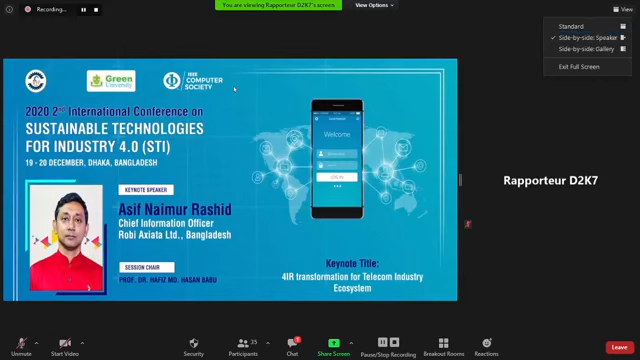 Recording...
You are viewing Rapporteur D2K7's screen
View Options
View
Standard
Side-by-side: Speaker
Side-by-side: Gallery
Exit Full Screen
Green
University
IEEE
COMPUTER
SOCIETY
2020 2nd International Conference on
SUSTAINABLE TECHNOLOGIES
FOR INDUSTRY 4.0 (STI)
19 - 20 DECEMBER, DHAKA, BANGLADESH
KEYNOTE SPEAKER
Asif Naimur Rashid
Chief Information Officer
Robi Axiata Ltd., Bangladesh
SESSION CHAIR
PROF. DR. HAFIZ MD. HASAN BABU
Welcome
LOG IN
Keynote Title:
4IR transformation for Telecom Industry
Ecosystem
Rapporteur D2K7
Unmute
Start Video
Security
Participants
35
Chat
Share Screen
Pause/Stop Recording
Breakout Rooms
Reactions
Leave